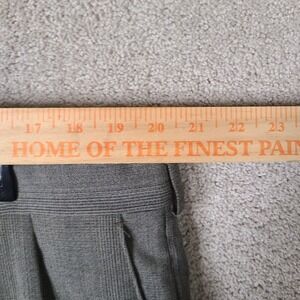 17 18 19 20 21 22 23
HOME OF THE FINEST PAIN